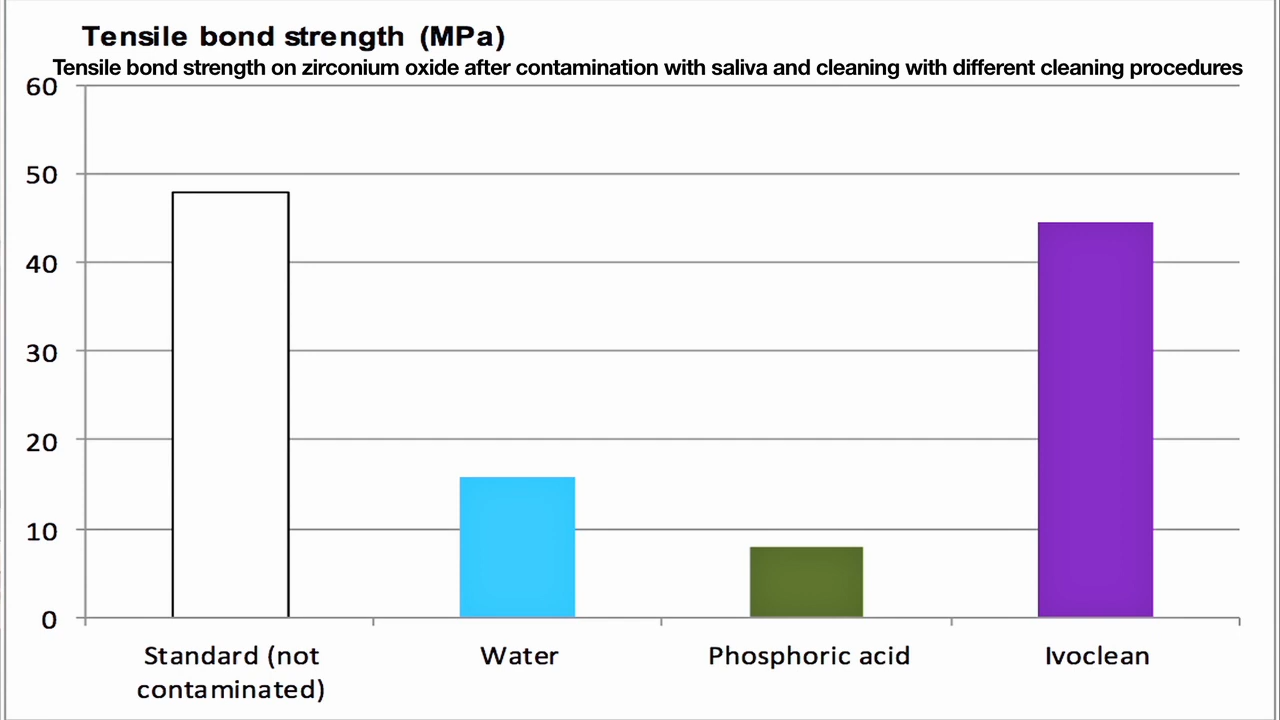 Tensile bond strength (MPa)
Tensile bond strength on zirconium oxide after contamination with saliva and cleaning with different cleaning procedures
60
50
40
30
20
10
0
Standard (not
contaminated)
Water
Phosphoric acid
Ivoclean